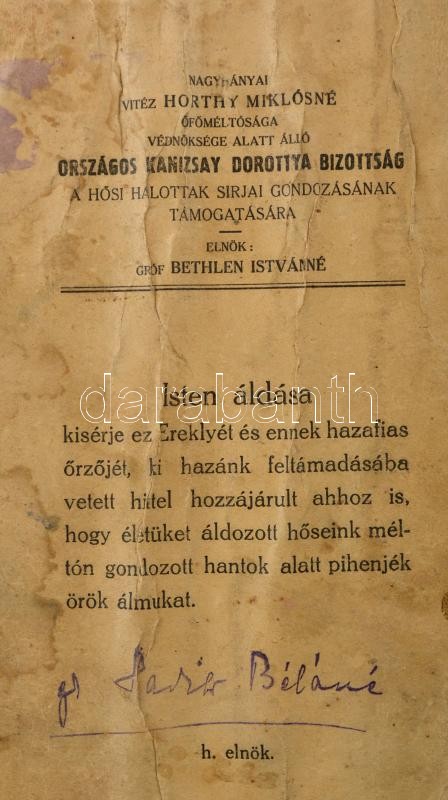 NAGYBÁNYAI
VITÉZ HORTHY MIKLÓSNÉ
ŐFŐMÉLTÓSÁGA
VÉDNÖKSÉGE ALATT ÁLLÓ
ORSZÁGOS KANIZSAY DOROTTYA BIZOTTSÁG
A HŐSI HALOTTAK SIRJAI GONDOZÁSÁNAK
TÁMOGATÁSÁRA
ELNÖK:
GRÓF BETHLEN ISTVÁNNÉ
Isten áldása
darabanth
kisérje ez Ereklyét és ennek hazafias
őrzőjét, ki hazánk feltámadásába
vetett hittel hozzájárult ahhoz is,
hogy életüket áldozott hőseink mél-
tón gondozott hantok alatt pihenjék
örök álmukat.
gr Béláné
h. elnök.